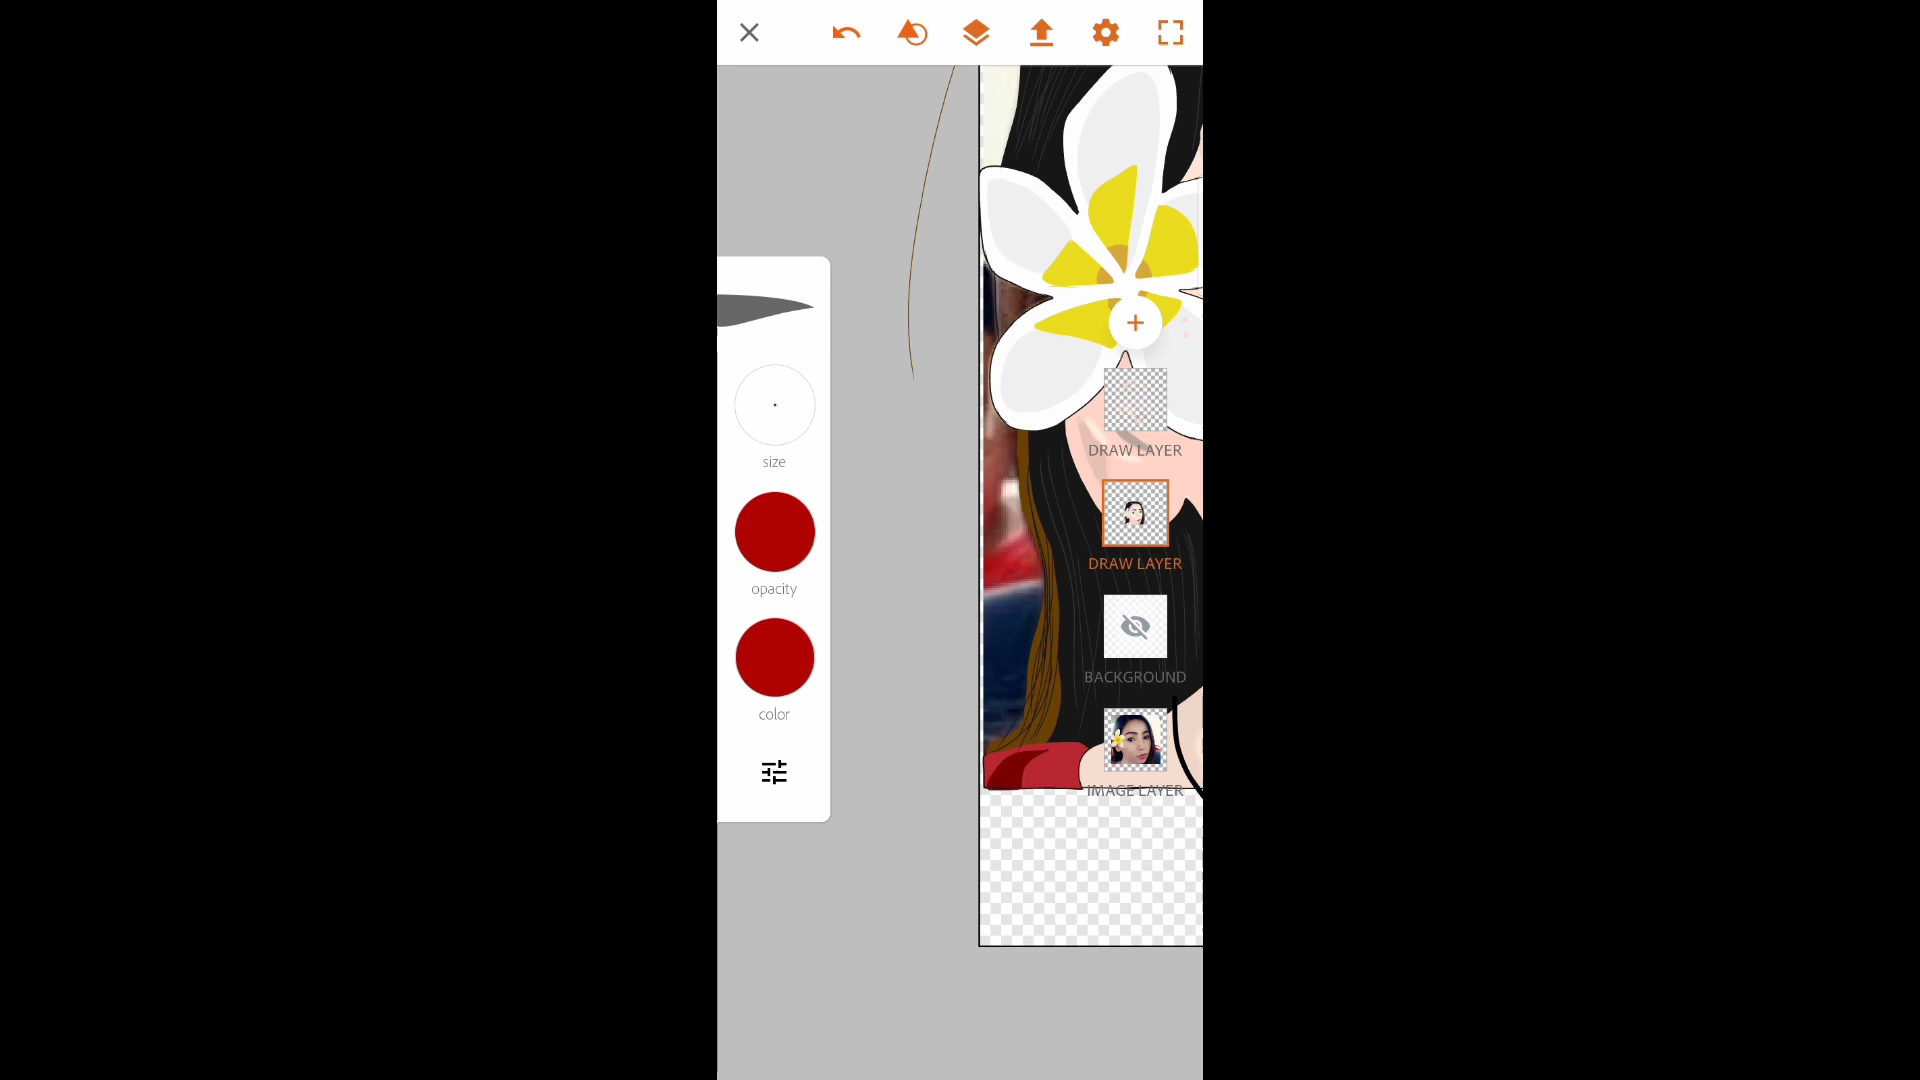 size
opacity
color
DRAW LAYER
DRAW LAYER
BACKGROUND
IMAGE LAYER